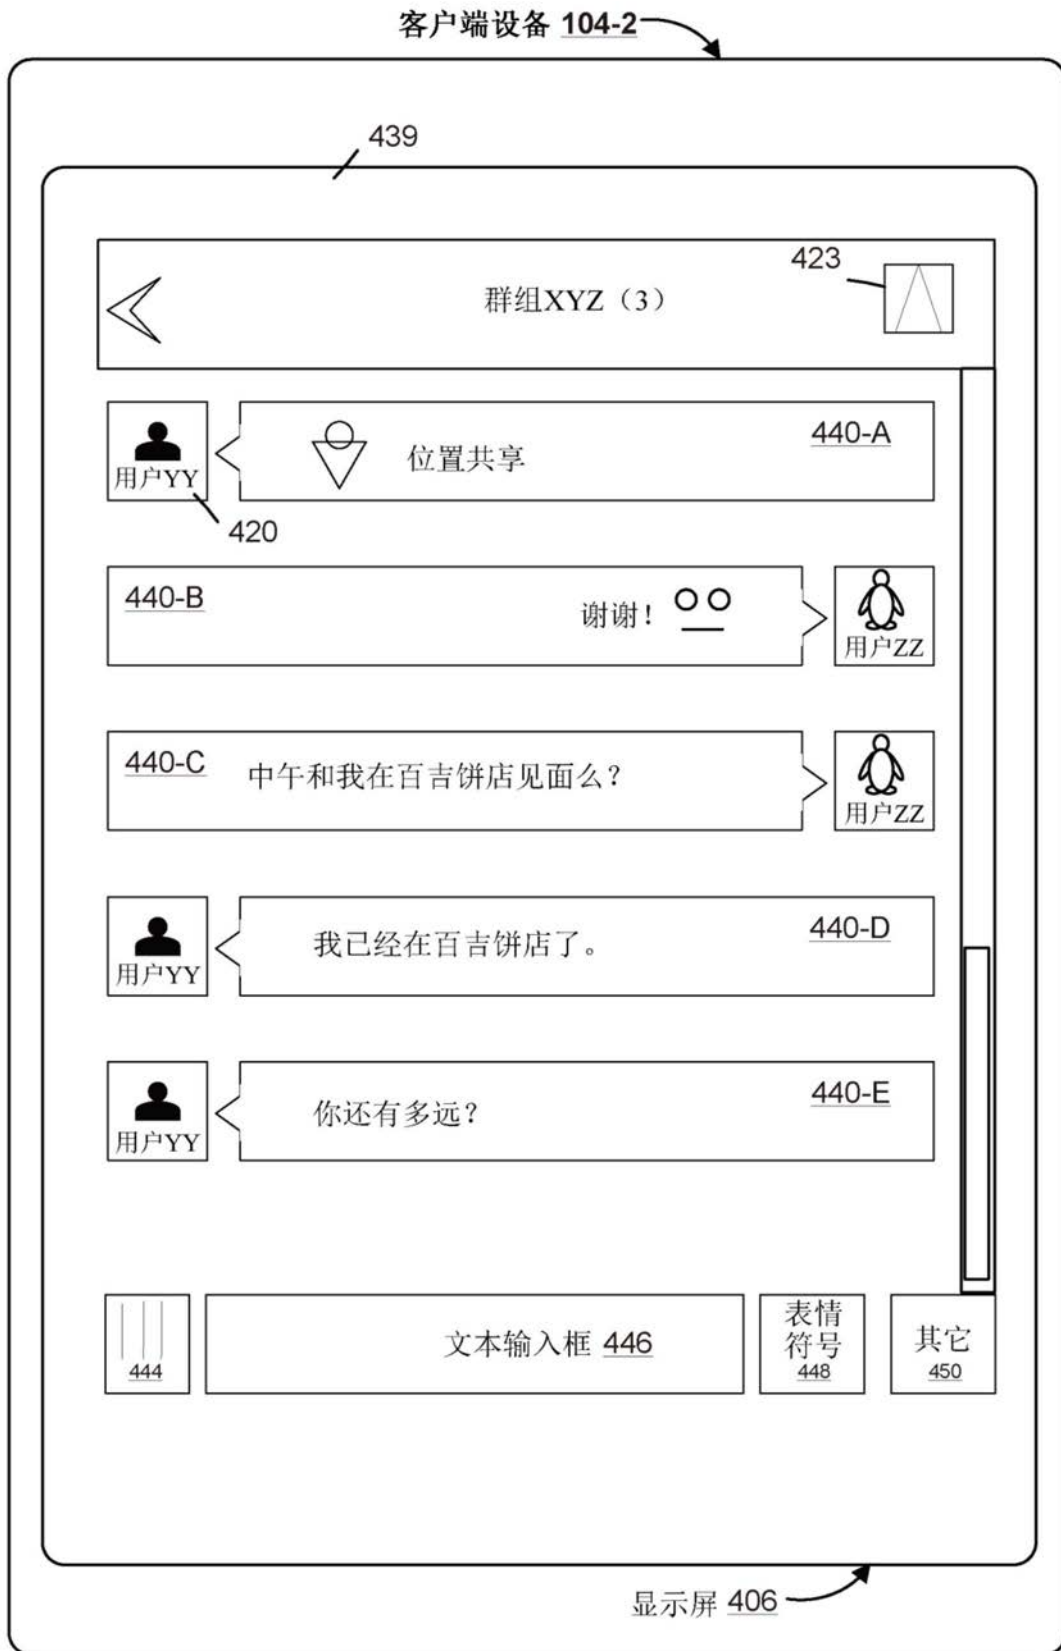 客户端设备 104-2
439
423
群组XYZ（3）
440-A
位置共享
用户YY
420
440-B
谢谢！
用户ZZ
440-C
中午和我在百吉饼店见面么？
用户ZZ
440-D
我已经在百吉饼店了。
用户YY
440-E
你还有多远？
用户YY
444
文本输入框 446
表情
符号
448
其它
450
显示屏 406